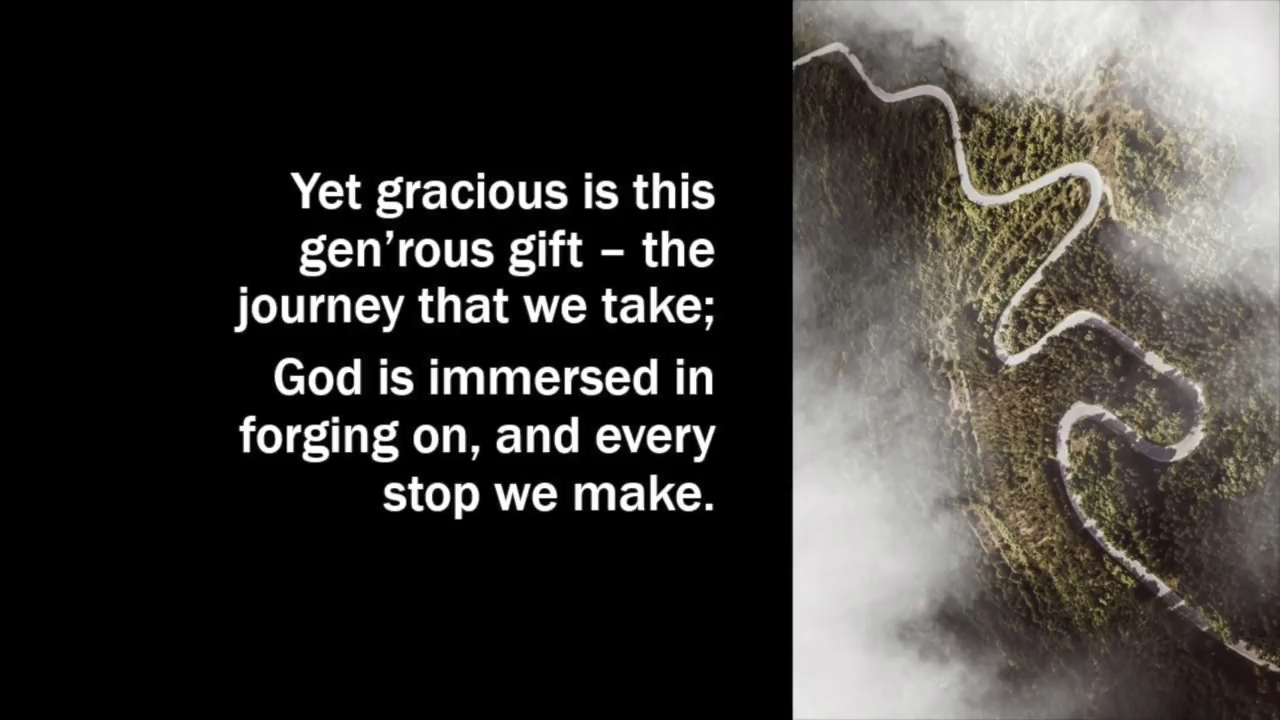 Yet gracious is this
gen’rous gift – the
journey that we take;
God is immersed in
forging on, and every
stop we make.